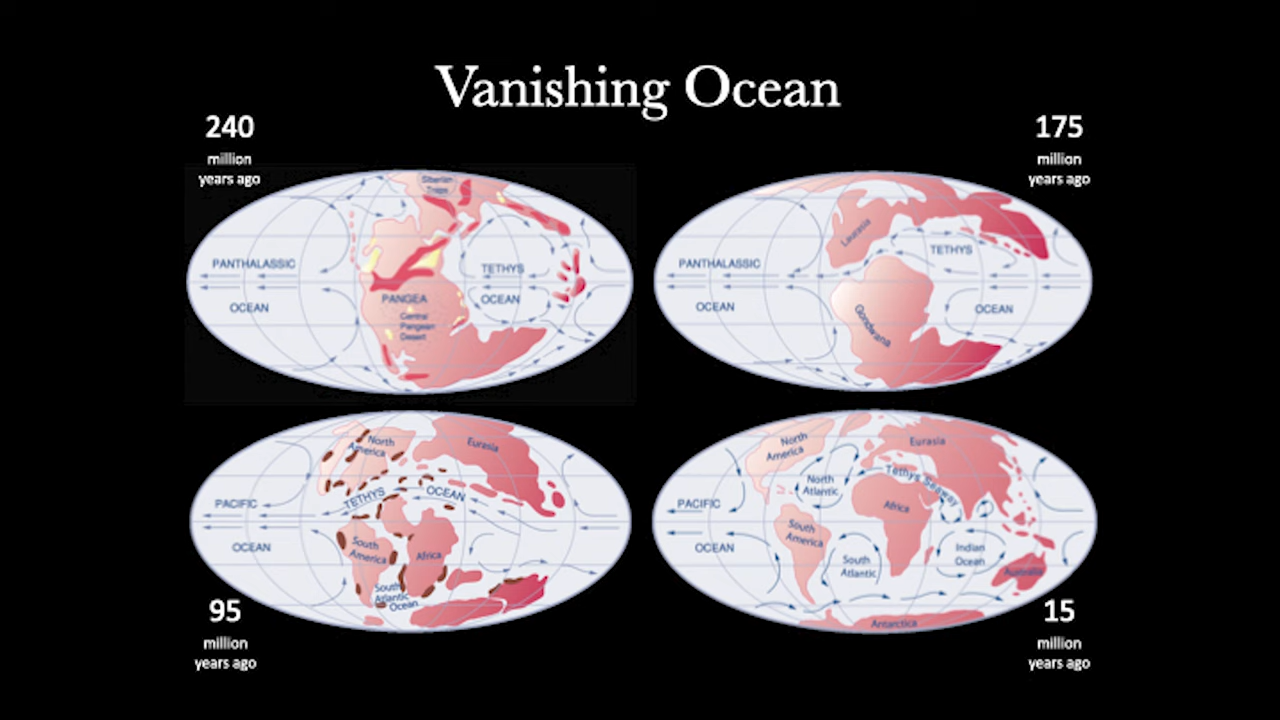 Vanishing Ocean
240
million
years ago
175
million
years ago
Siberian
Traps
PANTHALASSIC
OCEAN
TETHYS
OCEAN
PANGEA
Central
Pangean
Desert
Laurasia
TETHYS
PANTHALASSIC
OCEAN
OCEAN
Gondwana
North
America
Eurasia
TETHYS OCEAN
PACIFIC
OCEAN
South
America
Africa
South
Atlantic
Ocean
95
million
years ago
North
America
Eurasia
Tethys Seaway
North
Atlantic
PACIFIC
OCEAN
Africa
South
America
South
Atlantic
Indian
Ocean
Australia
Antarctica
15
million
years ago